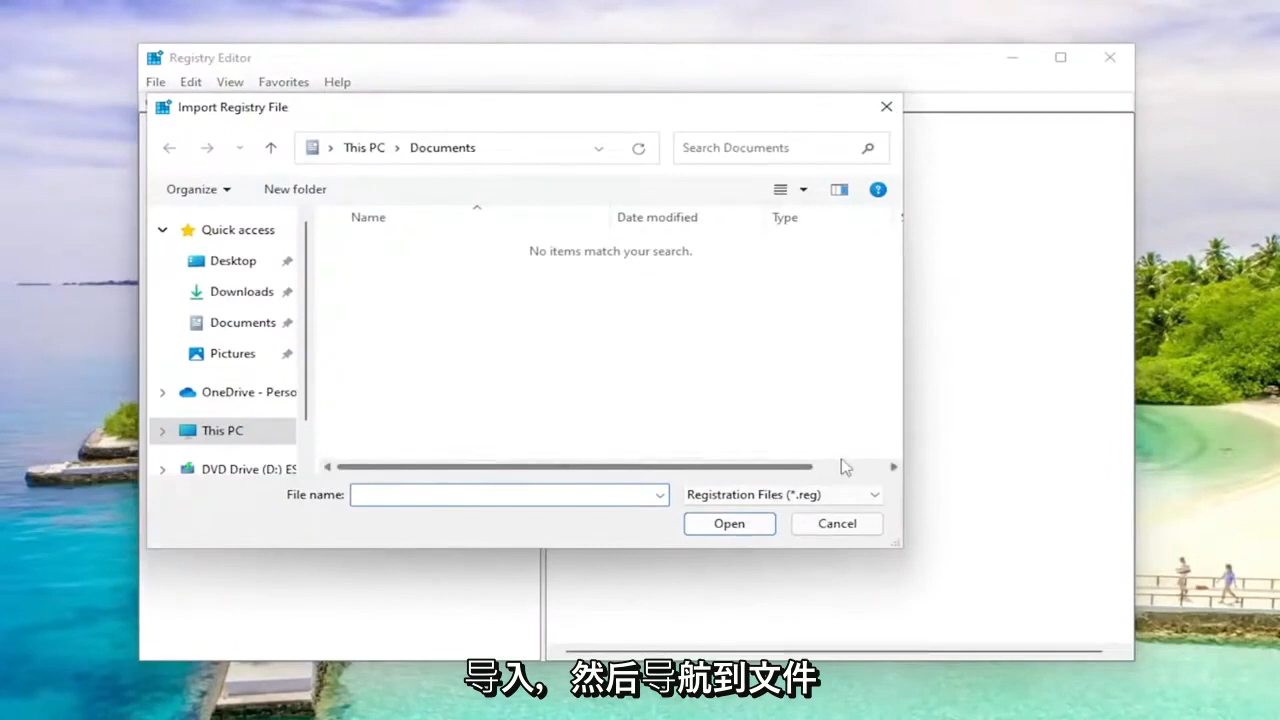 Registry Editor
File Edit View Favorites Help
Import Registry File
This PC > Documents
Search Documents
Organize
New folder
Name
Date modified
Type
No items match your search.
Quick access
Desktop
Downloads
Documents
Pictures
OneDrive - Perso
This PC
DVD Drive (D:) ES
File name:
Registration Files (*.reg)
Open
Cancel
导入，然后导航到文件